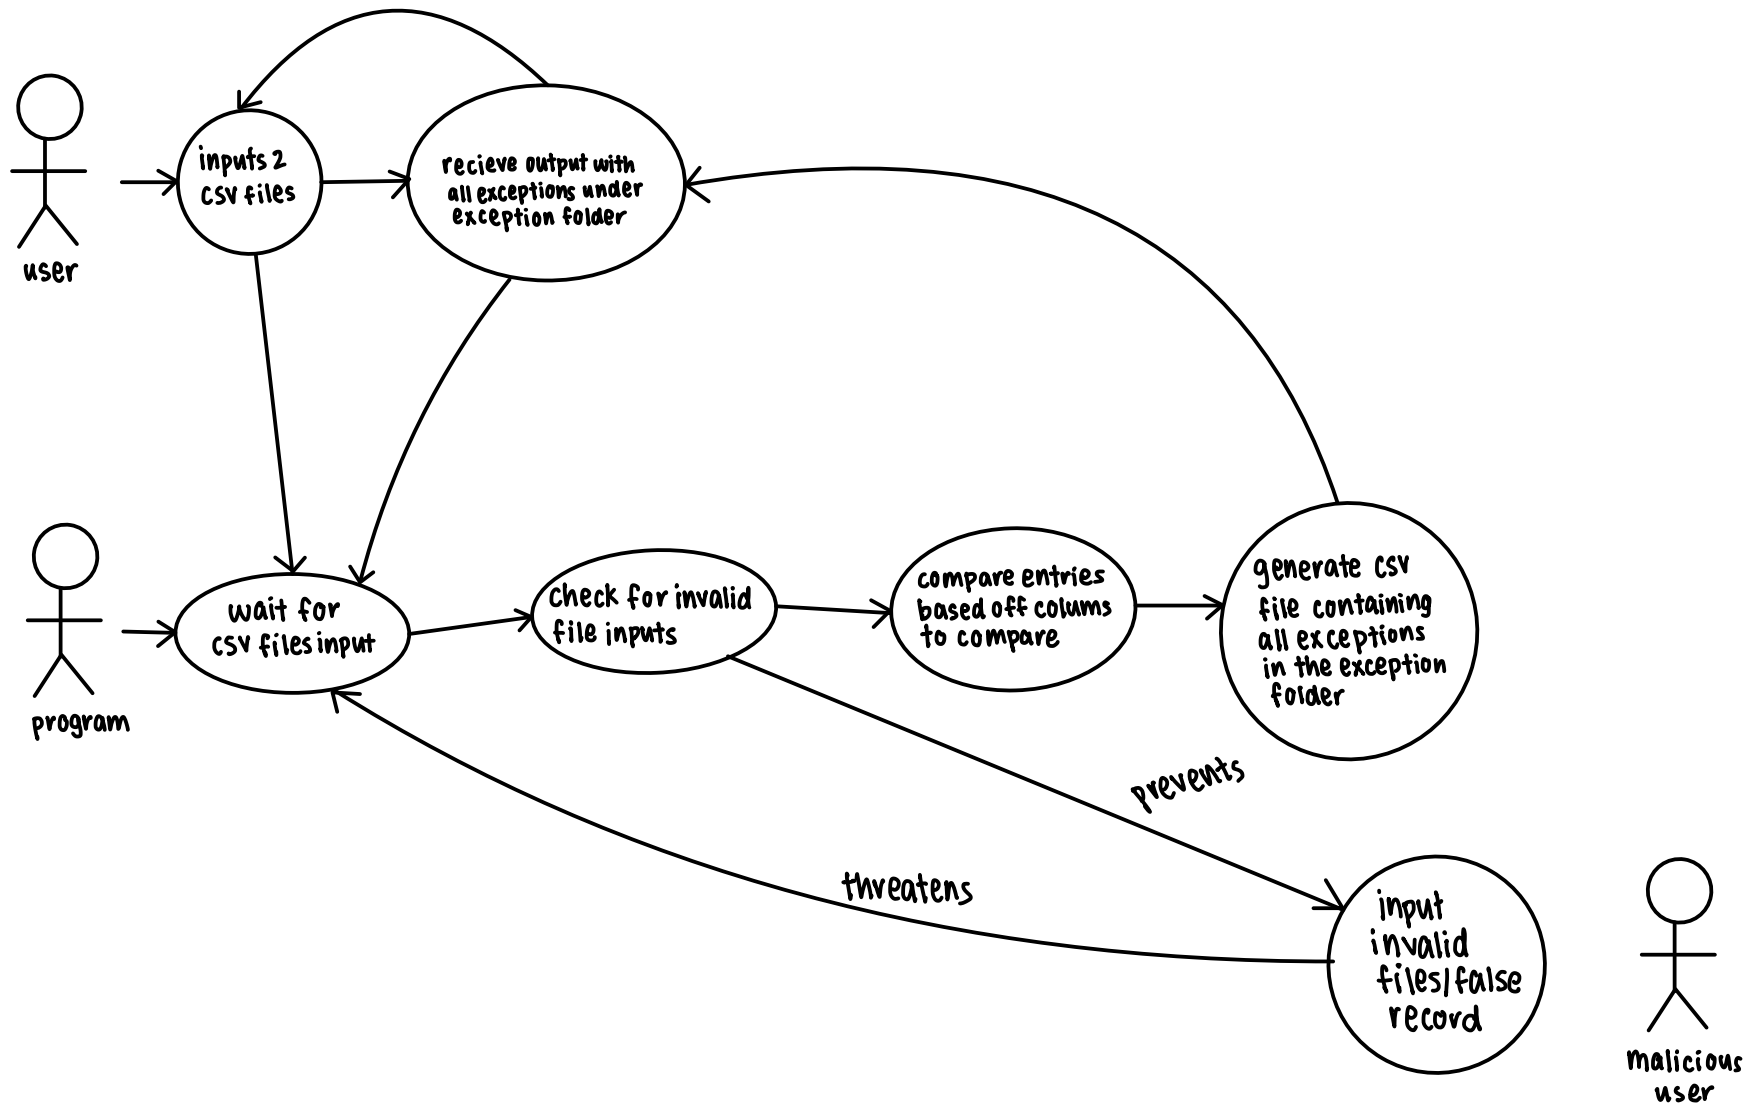 inputs 2
csv files
recieve output with
all exceptions under
exception folder
user
wait for
csv files input
check for invalid
file inputs
compare entries
based off colums
to compare
generate csv
file containing
all exceptions
in the exception
folder
program
prevents
threatens
input
invalid
files/false
record
malicious
user